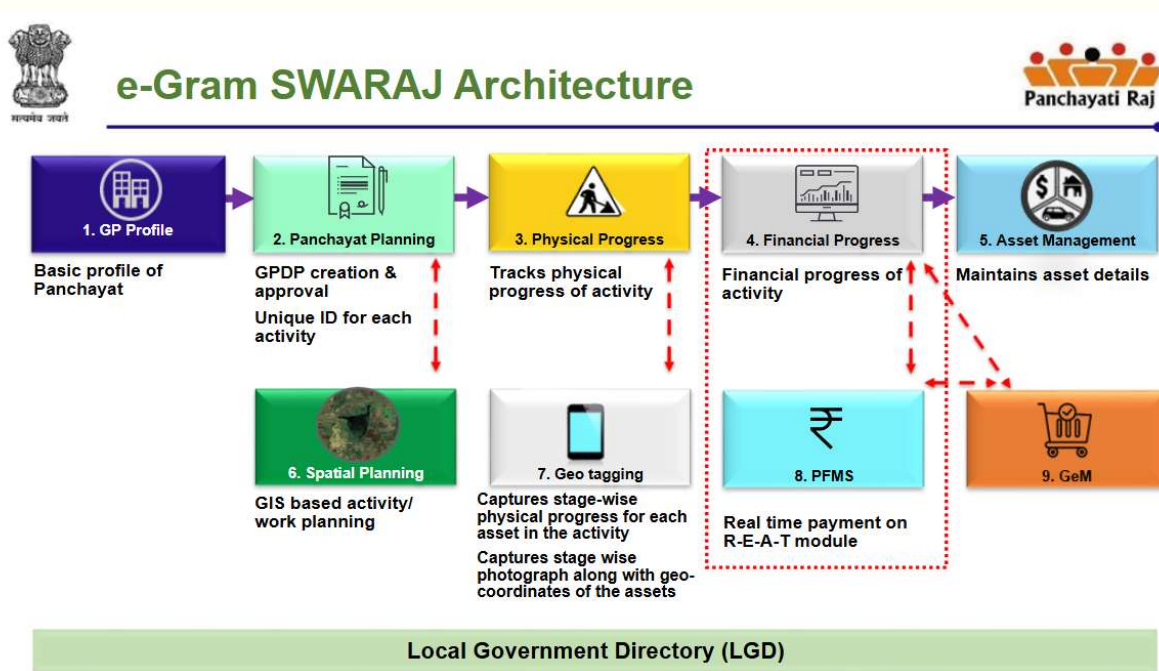 सत्यमेव जयते
e-Gram SWARAJ Architecture
Panchayati Raj
1. GP Profile
Basic profile of
Panchayat
2. Panchayat Planning
GPDP creation &
approval
Unique ID for each
activity
3. Physical Progress
Tracks physical
progress of activity
4. Financial Progress
Financial progress of
activity
$
5. Asset Management
Maintains asset details
6. Spatial Planning
GIS based activity/
work planning
7. Geo tagging
Captures stage-wise
physical progress for each
asset in the activity
Captures stage wise
photograph along with geo-
coordinates of the assets
₹
8. PFMS
Real time payment on
R-E-A-T module
9. GeM
Local Government Directory (LGD)